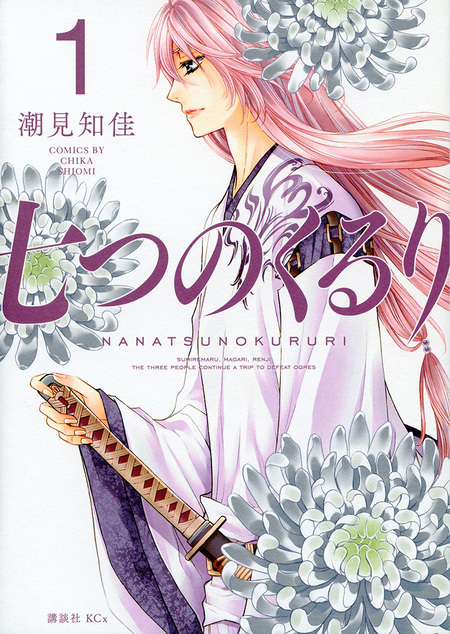 1
潮見知佳
COMICS BY
CHIKA
SHIOMI
七つのくるり
NANATSUNOKURURI
SUMIREMARU, MAGARI, RENJI
THE THREE PEOPLE CONTINUE A TRIP TO DEFEAT OGRES
講談社 KCx